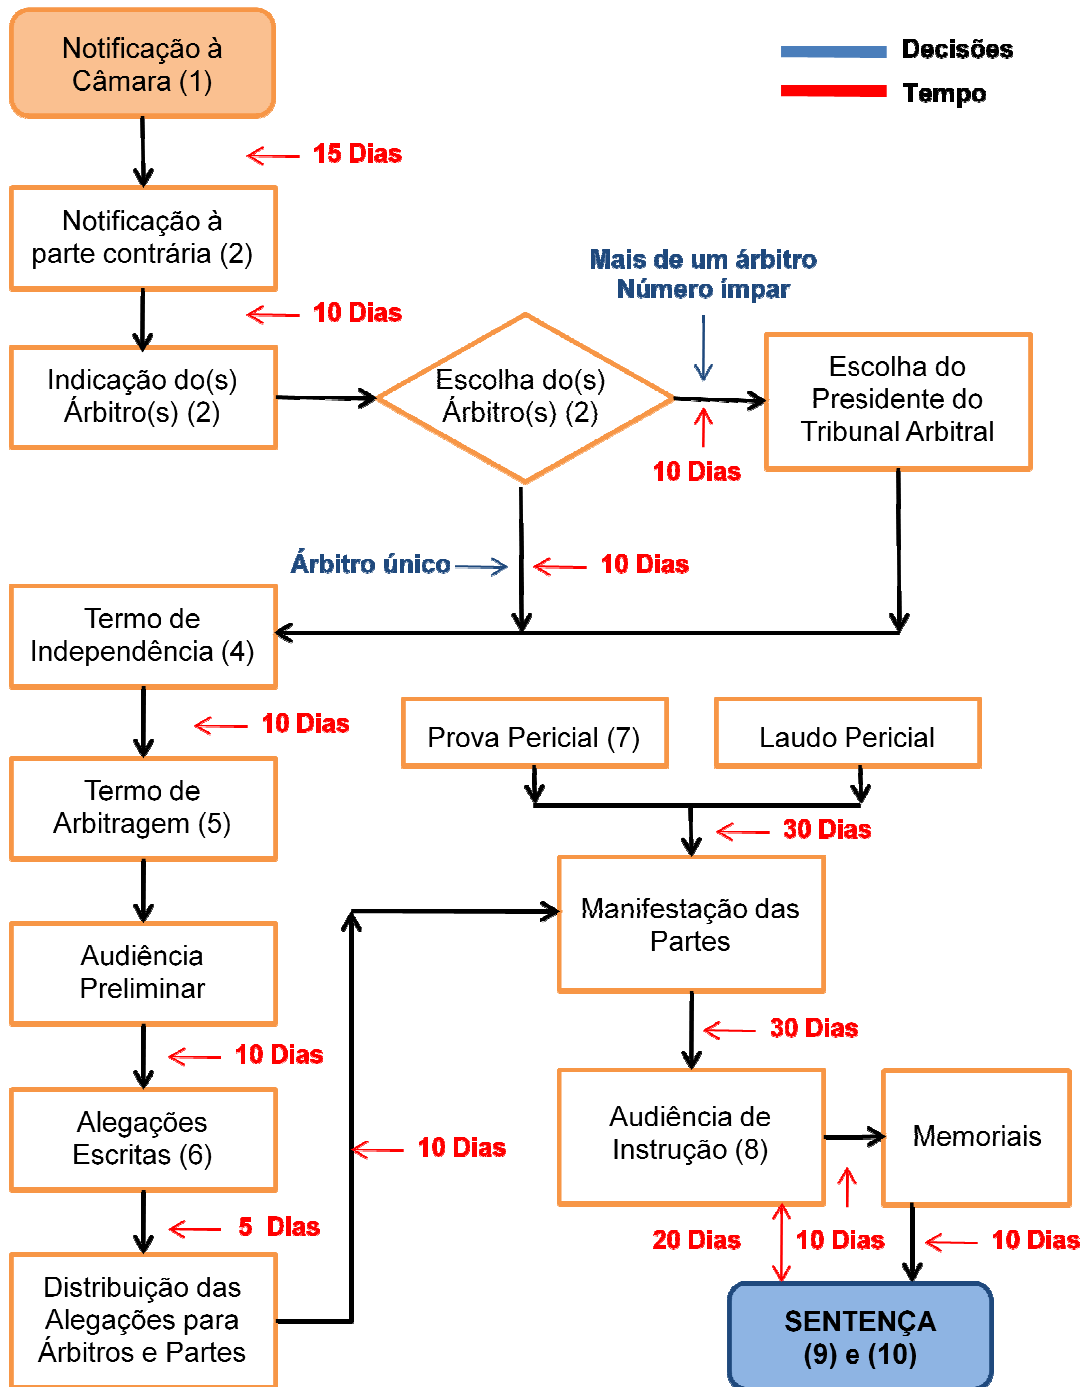 Notificação à
Câmara (1)
Decisões
Tempo
15 Dias
Notificação à
parte contrária (2)
10 Dias
Mais de um árbitro
Número ímpar
Indicação do(s)
Árbitro(s) (2)
Escolha do(s)
Árbitro(s) (2)
10 Dias
Escolha do
Presidente do
Tribunal Arbitral
Árbitro único
10 Dias
Termo de
Independência (4)
10 Dias
Prova Pericial (7)
Laudo Pericial
Termo de
Arbitragem (5)
30 Dias
Manifestação das
Partes
Audiência
Preliminar
30 Dias
10 Dias
Alegações
Escritas (6)
10 Dias
Audiência de
Instrução (8)
Memoriais
5 DIas
20 Dias
10 Dias
10 Dias
Distribuição das
Alegações para
Árbitros e Partes
SENTENÇA
(9) e (10)